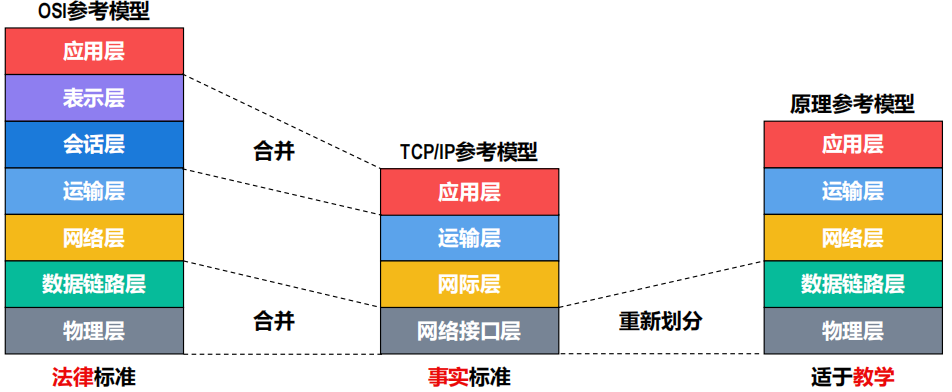 OSI参考模型
应用层
表示层
会话层
运输层
网络层
数据链路层
物理层
法律标准
合并
合并
TCP/IP参考模型
应用层
运输层
网际层
网络接口层
事实标准
重新划分
原理参考模型
应用层
运输层
网络层
数据链路层
物理层
适于教学